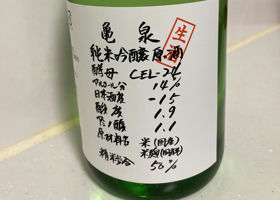 亀泉
生酒
純米吟醸原酒
酵母 CEL-24
アルコール分 14%
日本酒度 -15
酸度 1.9
アミノ酸 1.1
原材料名 米(国産)
米麹(国産米)
精米歩合 50%